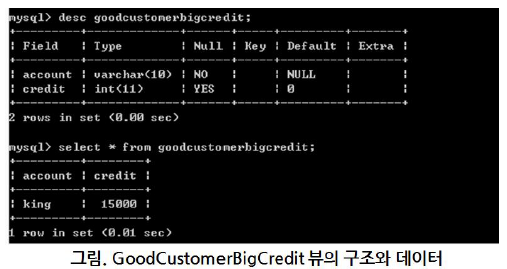 mysql> desc goodcustomerbigcredit;
+---------+-------------+------+-----+---------+-------+
| Field   | Type        | Null | Key | Default | Extra |
+---------+-------------+------+-----+---------+-------+
| account | varchar(10) | NO   |     | NULL    |       |
| credit  | int(11)     | YES  |     | 0       |       |
+---------+-------------+------+-----+---------+-------+
2 rows in set (0.00 sec)
mysql> select * from goodcustomerbigcredit;
+---------+--------+
| account | credit |
+---------+--------+
| king    |  15000 |
+---------+--------+
1 row in set (0.01 sec)
그림. GoodCustomerBigCredit 뷰의 구조와 데이터